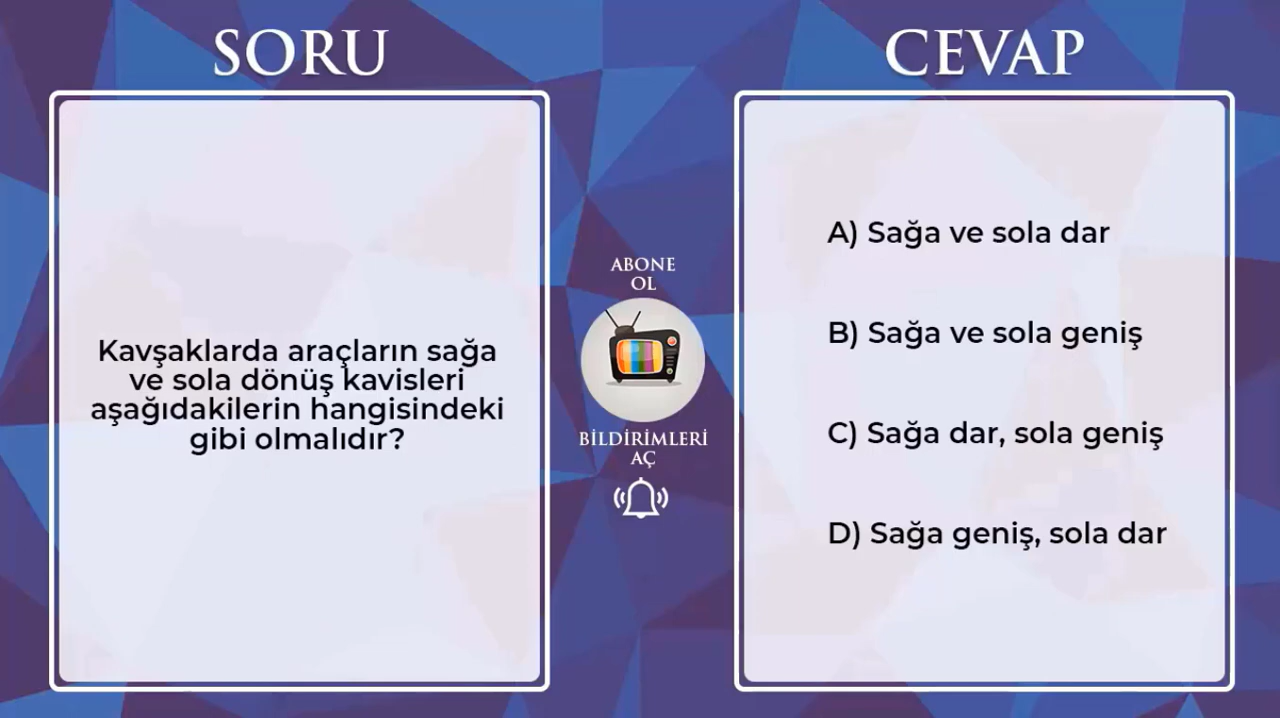 SORU
Kavşaklarda araçların sağa
ve sola dönüş kavisleri
aşağıdakilerin hangisindeki
gibi olmalıdır?
ABONE
OL
BİLDİRİMLERİ
AÇ
CEVAP
A) Sağa ve sola dar
B) Sağa ve sola geniş
C) Sağa dar, sola geniş
D) Sağa geniş, sola dar